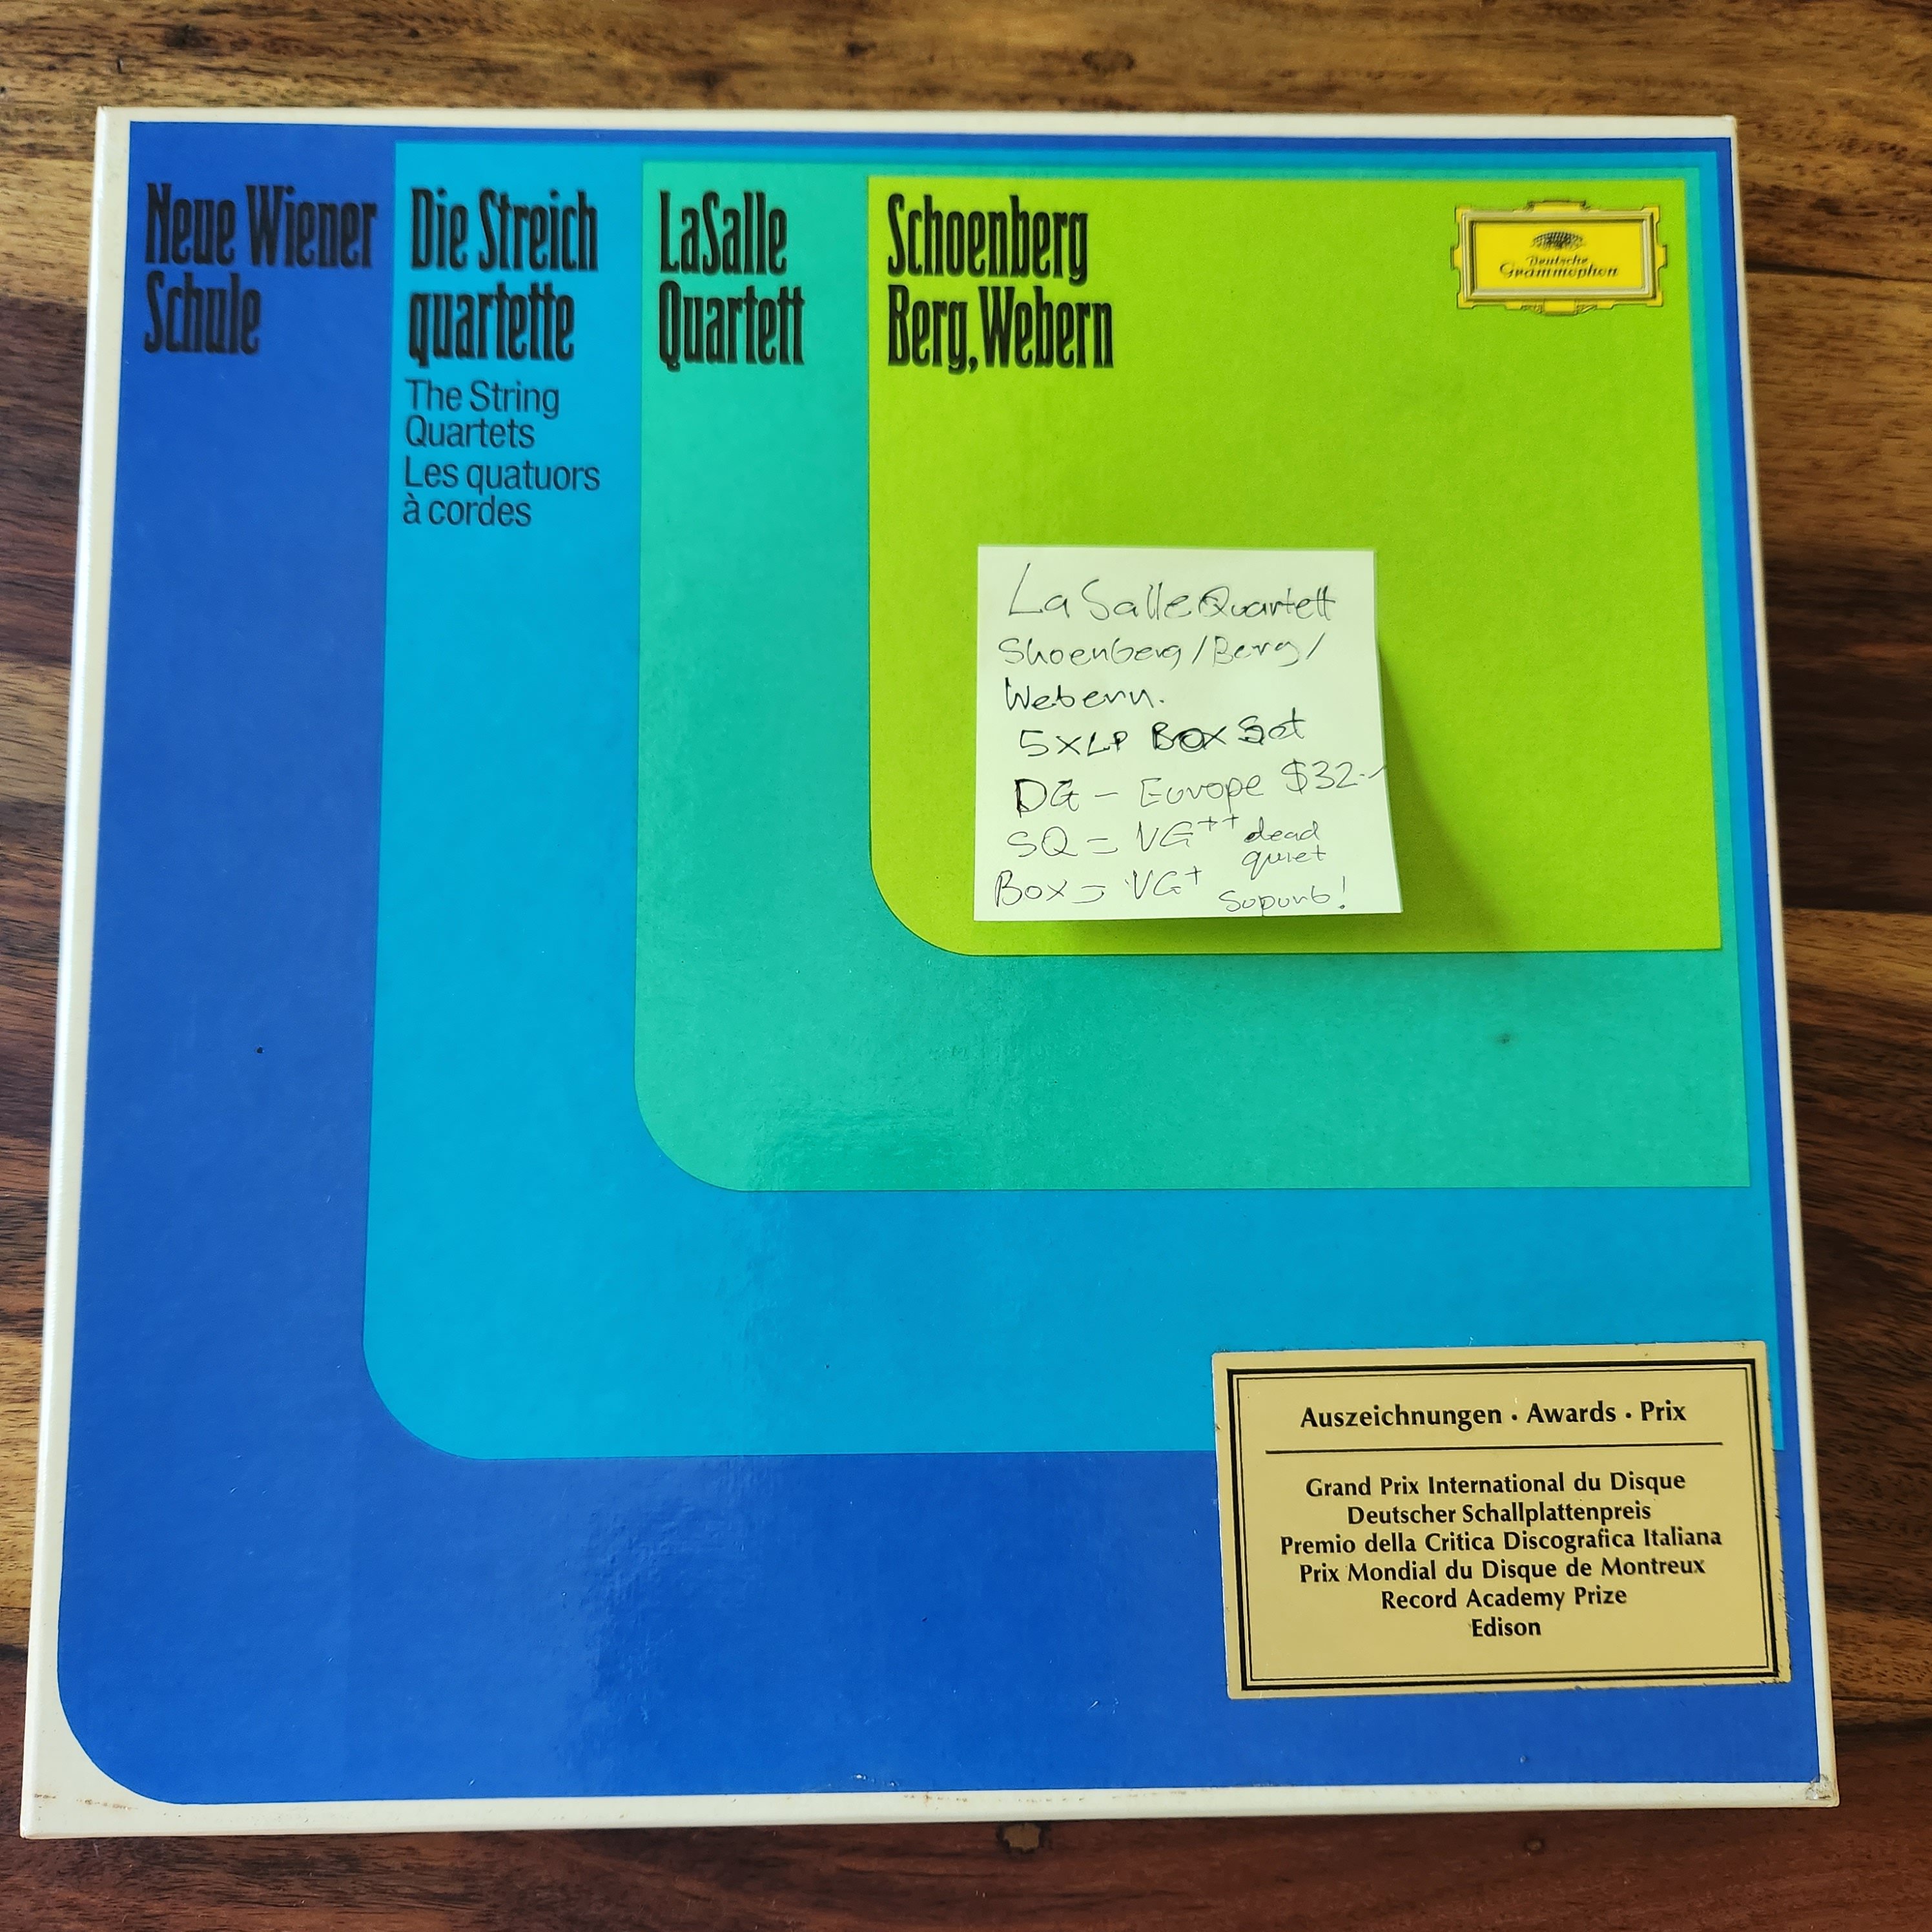 Neue Wiener
Schule
Die Streich
quartette
The String
Quartets
Les quatuors
à cordes
LaSalle
Quartett
Schoenberg
Berg, Webern
Deutsche
Grammophon
LaSalle Quartett
Shoenberg/Berg/
Webern.
5xLP Box Set
DG - Europe $32.-
SQ = VG++ dead
quiet
Box = VG+ Supurb!
Auszeichnungen · Awards · Prix
Grand Prix International du Disque
Deutscher Schallplattenpreis
Premio della Critica Discografica Italiana
Prix Mondial du Disque de Montreux
Record Academy Prize
Edison